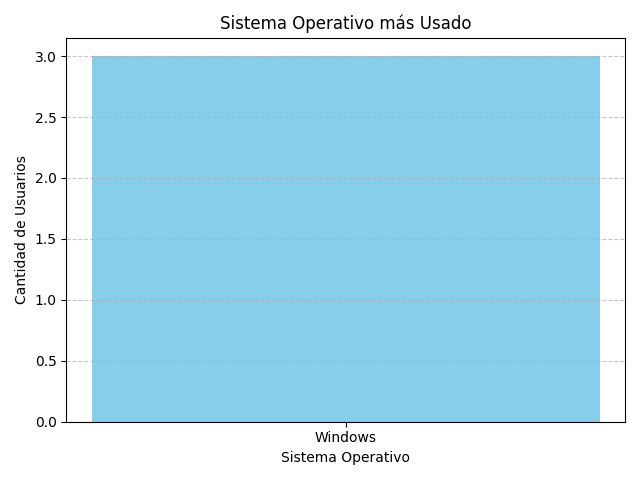 Sistema Operativo más Usado
Cantidad de Usuarios
3.0
2.5
2.0
1.5
1.0
0.5
0.0
Windows
Sistema Operativo